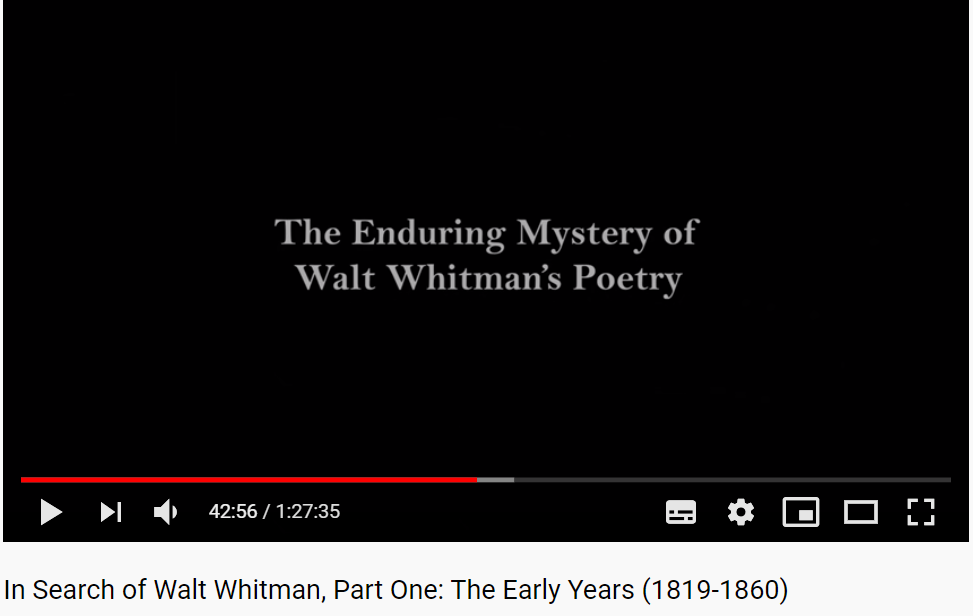 The Enduring Mystery of
Walt Whitman's Poetry
42:56 / 1:27:35
In Search of Walt Whitman, Part One: The Early Years (1819-1860)